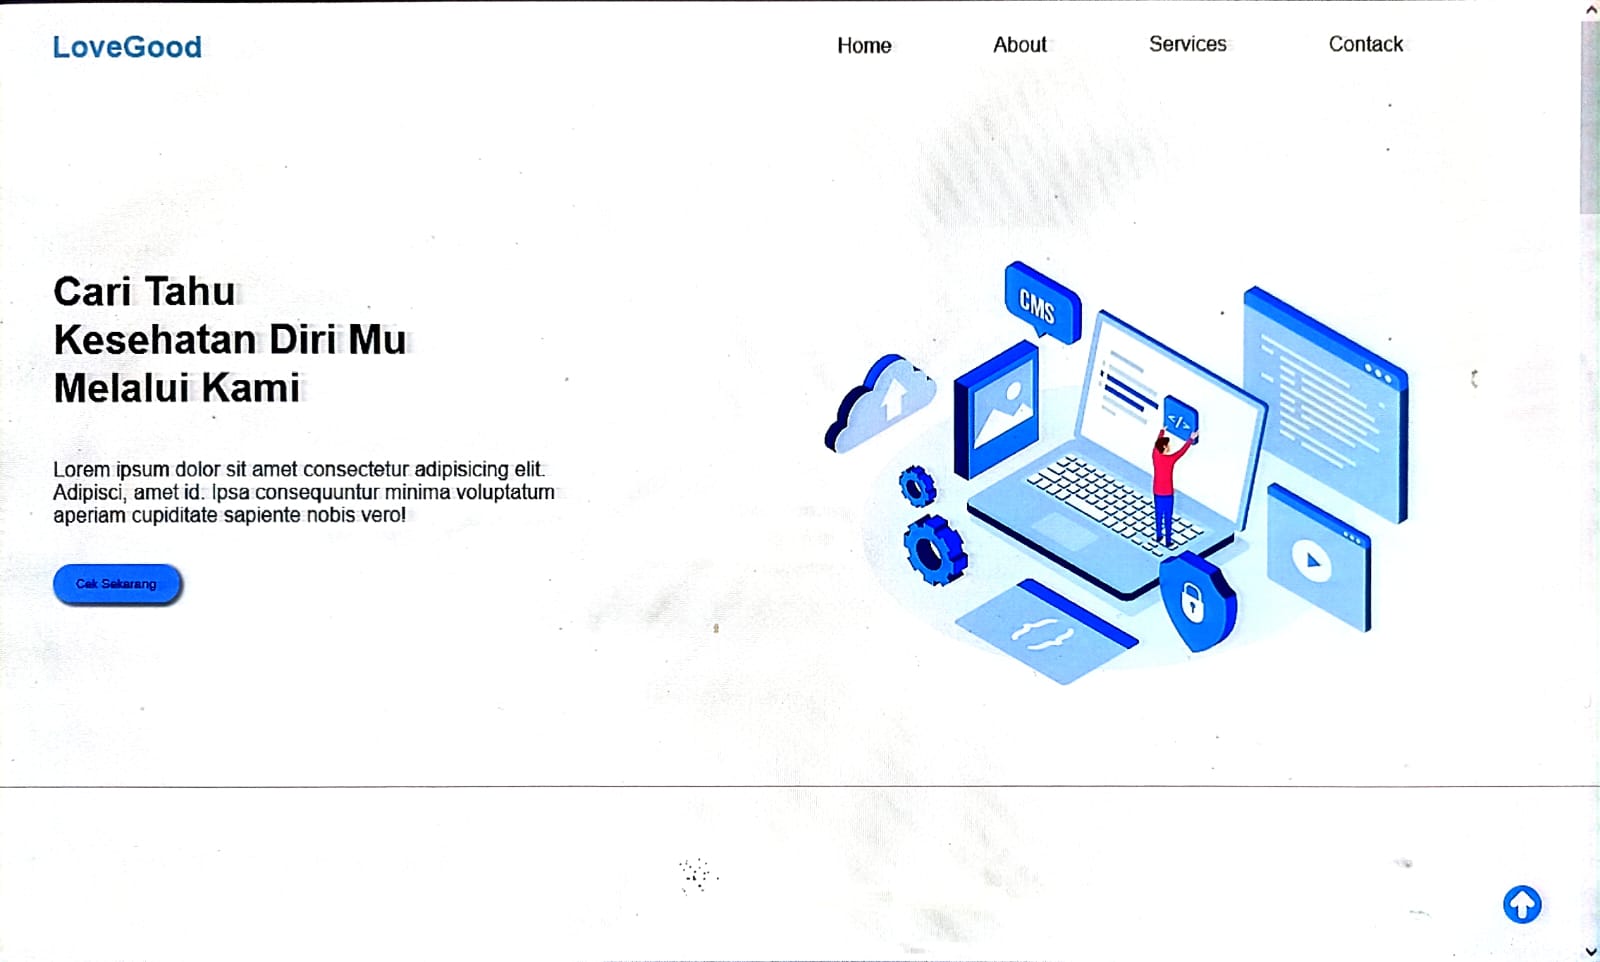 LoveGood
Home About Services Contack
Cari Tahu
Kesehatan Diri Mu
Melalui Kami
Lorem ipsum dolor sit amet consectetur adipisicing elit.
Adipisci, amet id. Ipsa consequuntur minima voluptatum
aperiam cupiditate sapiente nobis vero!
Cek Sekarang
CMS